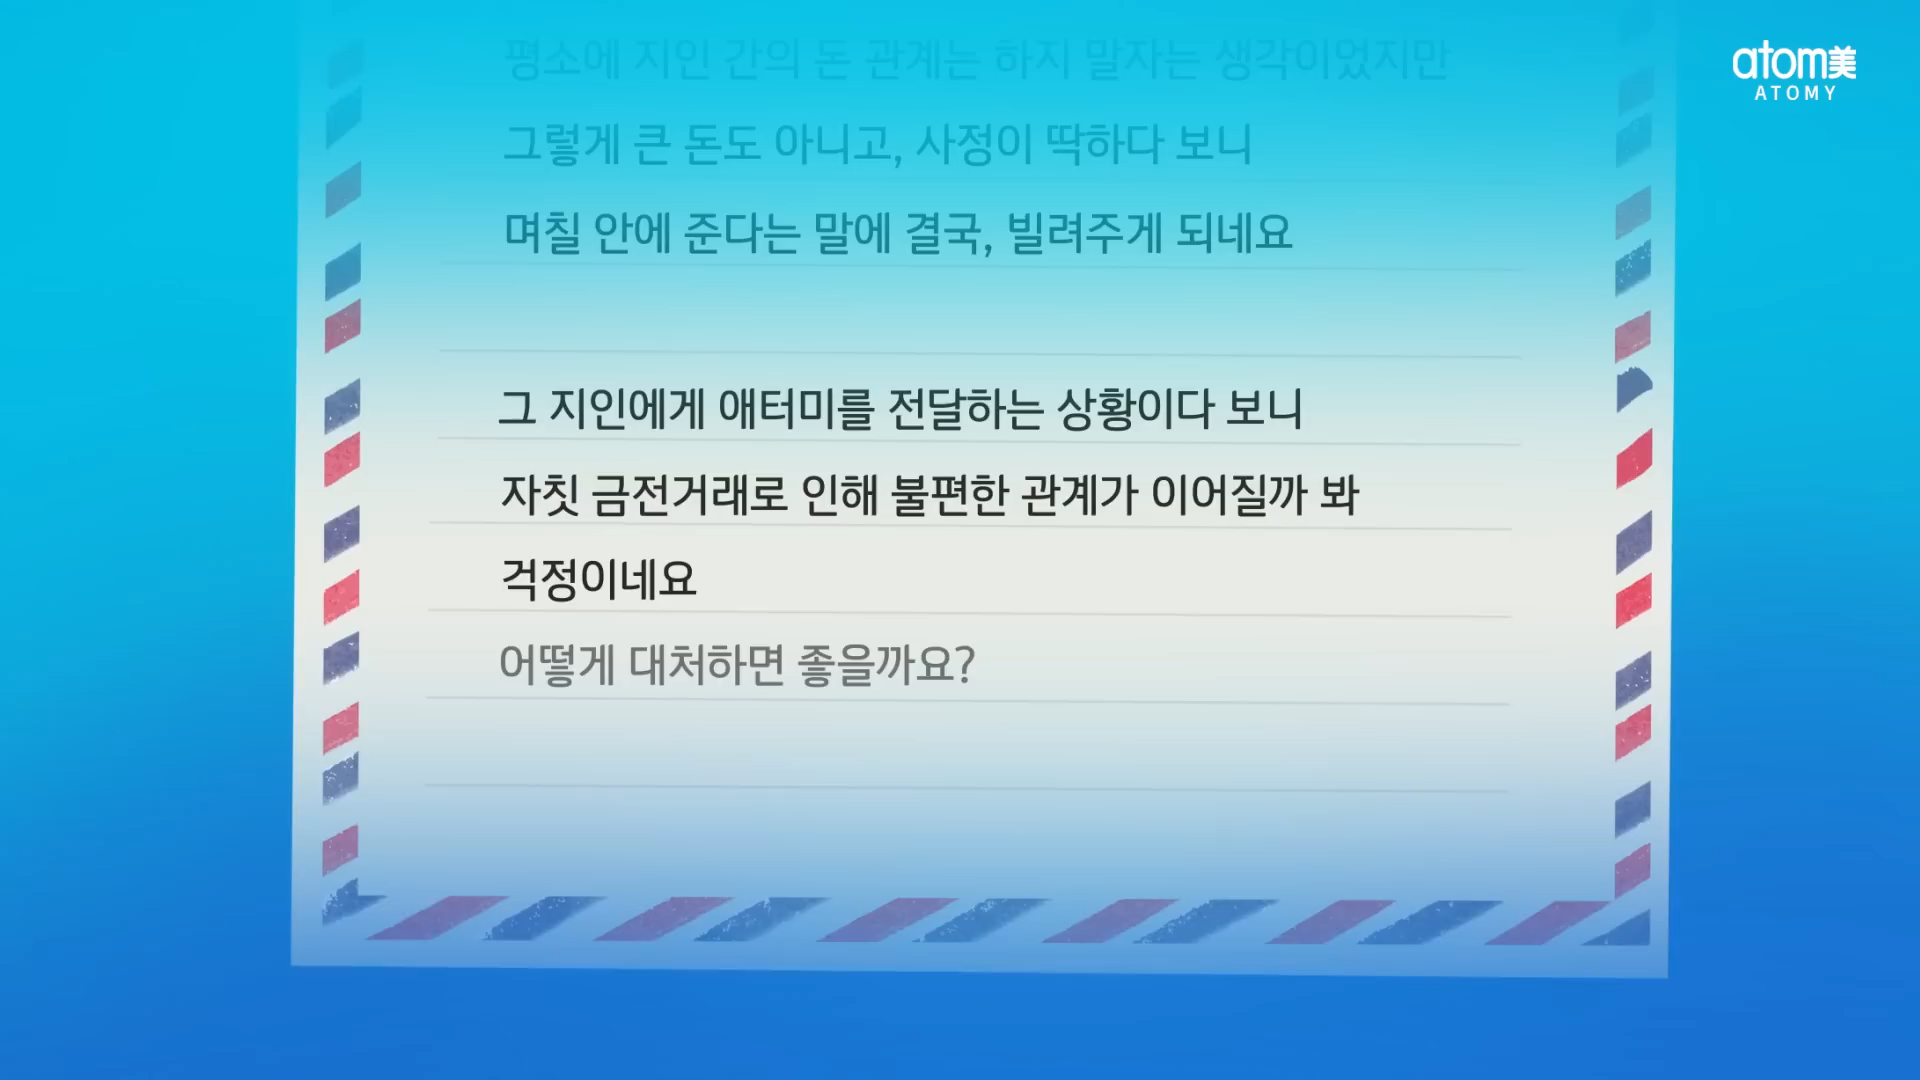 평소에 지인 간의 돈 관계는 하지 말자는 생각이었지만
그렇게 큰 돈도 아니고, 사정이 딱하다 보니
며칠 안에 준다는 말에 결국, 빌려주게 되네요
그 지인에게 애터미를 전달하는 상황이다 보니
자칫 금전거래로 인해 불편한 관계가 이어질까 봐
걱정이네요
어떻게 대처하면 좋을까요?
atom美
ATOMY